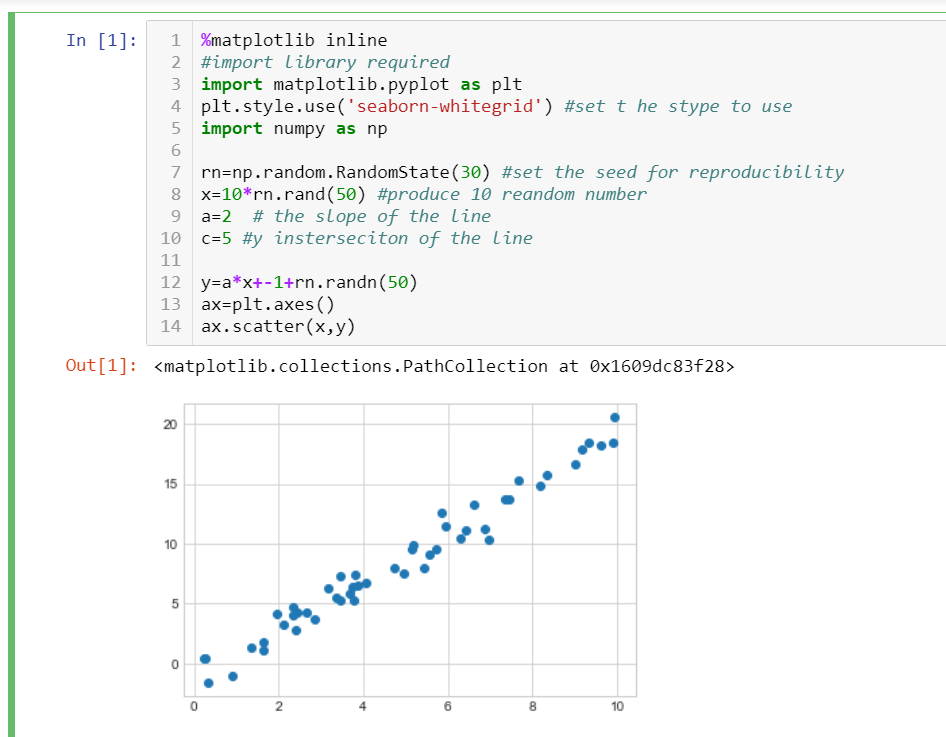 In [1]:
1 %matplotlib inline
2 #import library required
3 import matplotlib.pyplot as plt
4 plt.style.use('seaborn-whitegrid') #set t he stype to use
5 import numpy as np
6
7 rn=np.random.RandomState(30) #set the seed for reproducibility
8 x=10*rn.rand(50) #produce 10 reandom number
9 a=2  # the slope of the line
10 c=5 #y insterseciton of the line
11
12 y=a*x+-1+rn.randn(50)
13 ax=plt.axes()
14 ax.scatter(x,y)
Out[1]: <matplotlib.collections.PathCollection at 0x1609dc83f28>
20
15
10
5
0
0 2 4 6 8 10